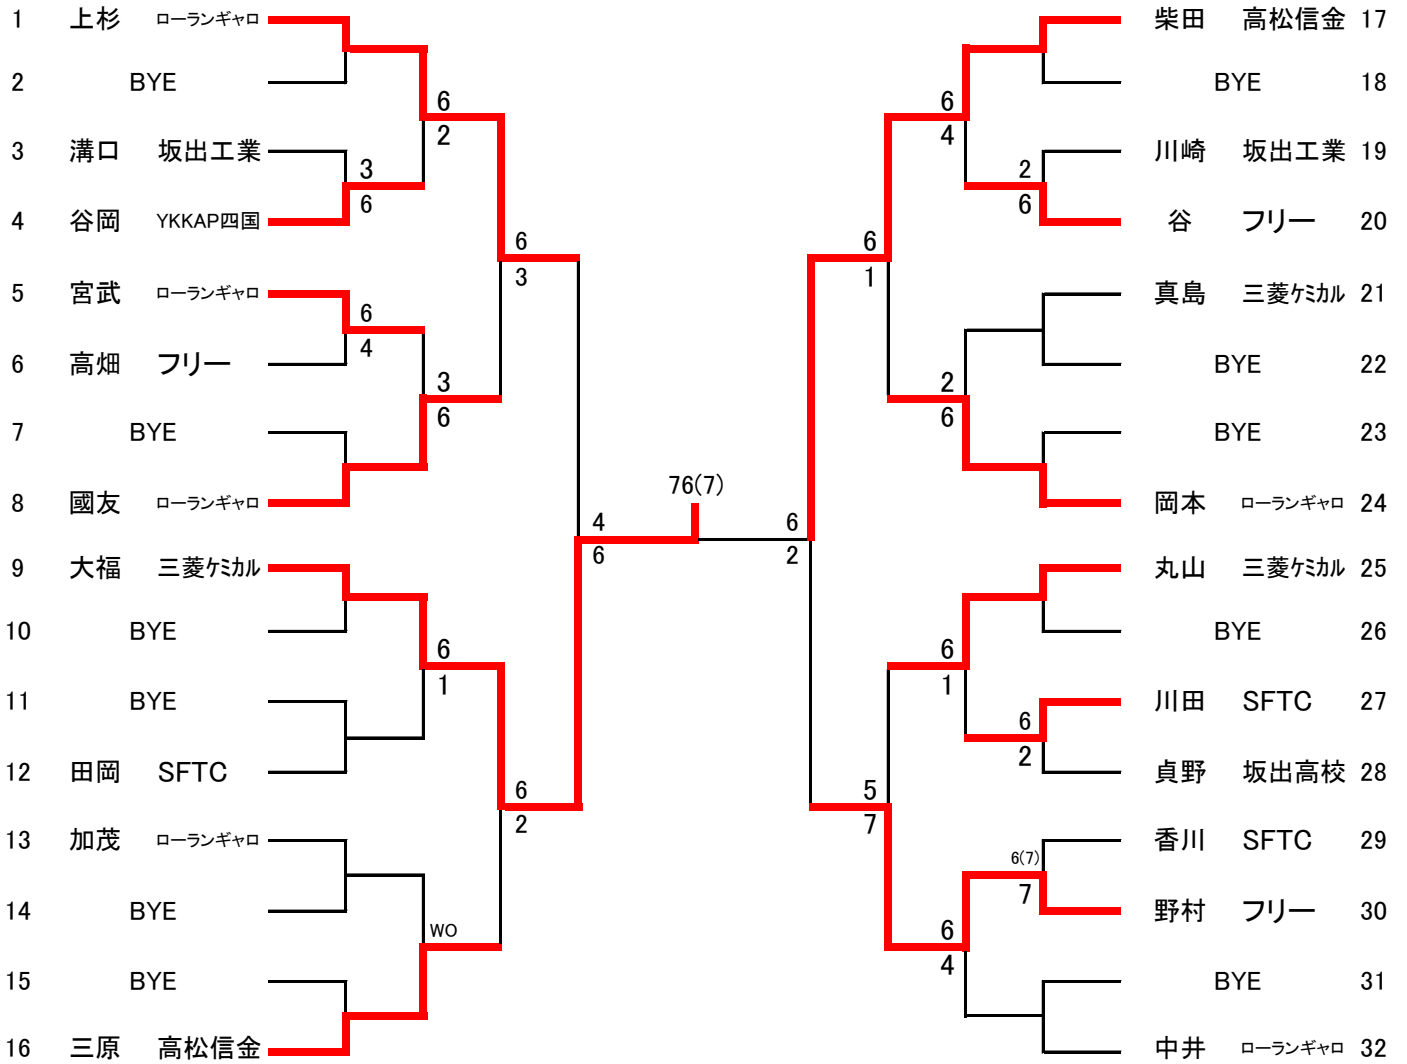 1 上杉 ローランギャロ
2 BYE
3 溝口 坂出工業
4 谷岡 YKKAP四国
5 宮武 ローランギャロ
6 高畑 フリー
7 BYE
8 國友 ローランギャロ
9 大福 三菱ケミカル
10 BYE
11 BYE
12 田岡 SFTC
13 加茂 ローランギャロ
14 BYE
15 BYE
16 三原 高松信金
3
6
6
4
6
2
3
6
6
1
WO
6
3
6
2
4
6
76(7)
6
2
6
1
5
7
6
4
2
6
6
1
6
4
2
6
6
2
6(7)
7
柴田 高松信金 17
BYE 18
川崎 坂出工業 19
谷 フリー 20
真島 三菱ケミカル 21
BYE 22
BYE 23
岡本 ローランギャロ 24
丸山 三菱ケミカル 25
BYE 26
川田 SFTC 27
貞野 坂出高校 28
香川 SFTC 29
野村 フリー 30
BYE 31
中井 ローランギャロ 32